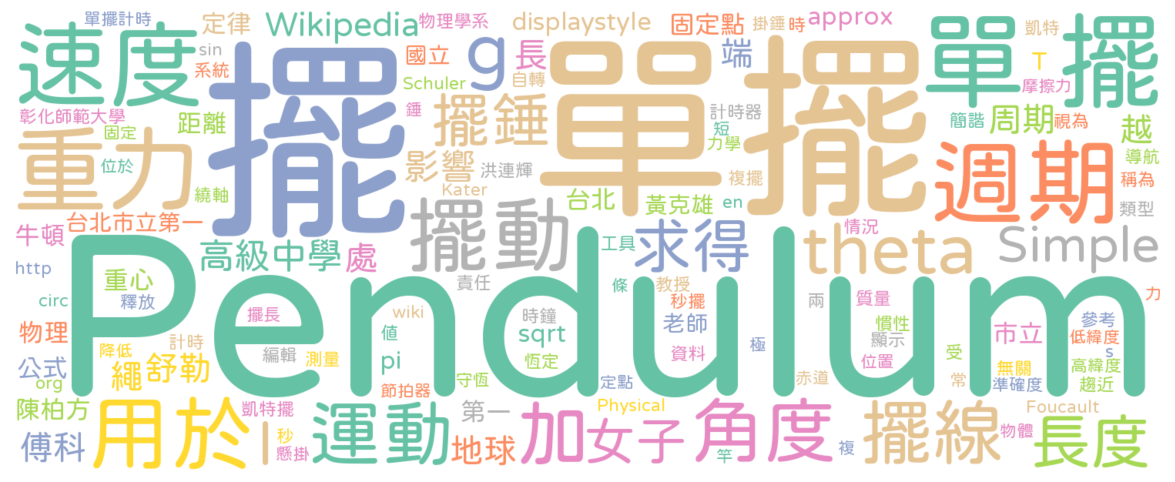 單擺計時
定律
Wikipedia
物理學系
displaystyle
固定點
掛錘
時
approx
凱特
速度
擺
sin
系統
國立
g
長
單擺
端
單擺
T
摩擦力
Schuler
自轉
彰化師範大學
固定
距離
擺錘
錘
計時器
短
力學
簡諧
周期
視為
越
導航
重力
位於
繞軸
影響
洪連輝
Kater
複擺
週期
稱為
類型
台北
黃克雄
en
台北市立第一
牛頓
高級中學
處
擺動
工具
求得
情況
theta
Simple
http
重心
釋放
circ
Pendulum
責任
條
教授
秒擺
兩
質量
力
擺長
wiki
時鐘
老師
慣性
參考
物理
計時
值
sqrt
極
顯示
市立
低緯度
s
公式
降低
編輯
測量
pi
恆定
資料
位置
受
無關
高緯度
org
繩
舒勒
節拍器
守恆
定點
赤道
常
準確度
趨近
陳柏方
用於
凱特擺
l
秒
懸掛
運動
第一
地球
加
Physical
女子
竿
角度
複
擺線
Foucault
物體
長度
傅科